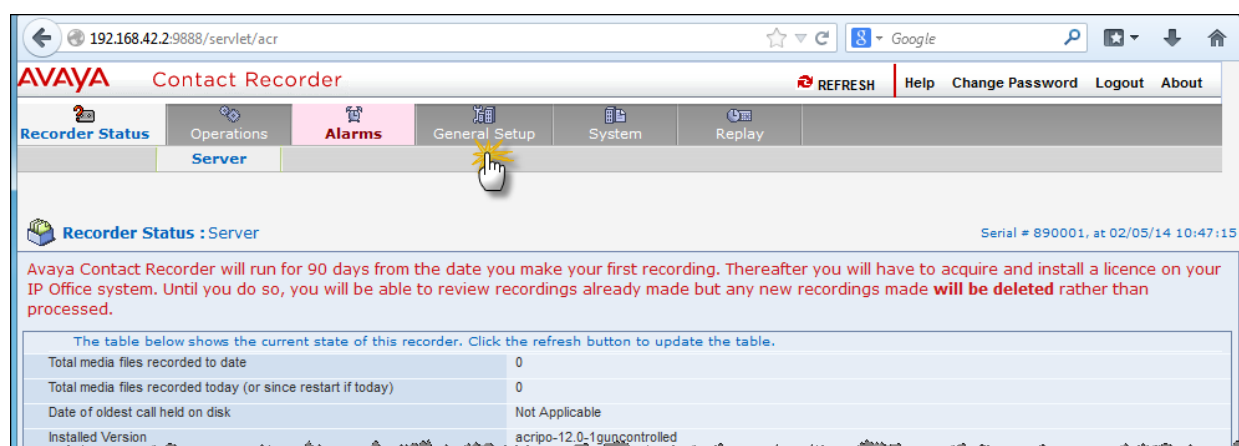 192.168.42.2:9888/servlet/acr
Google
AVAYA Contact Recorder
REFRESH Help Change Password Logout About
Recorder Status Operations Alarms General Setup System Replay
Server
Recorder Status : Server
Serial # 890001, at 02/05/14 10:47:15
Avaya Contact Recorder will run for 90 days from the date you make your first recording. Thereafter you will have to acquire and install a licence on your
IP Office system. Until you do so, you will be able to review recordings already made but any new recordings made will be deleted rather than
processed.
The table below shows the current state of this recorder. Click the refresh button to update the table.
Total media files recorded to date 0
Total media files recorded today (or since restart if today) 0
Date of oldest call held on disk Not Applicable
Installed Version acripo-12.0-1guncontrolled